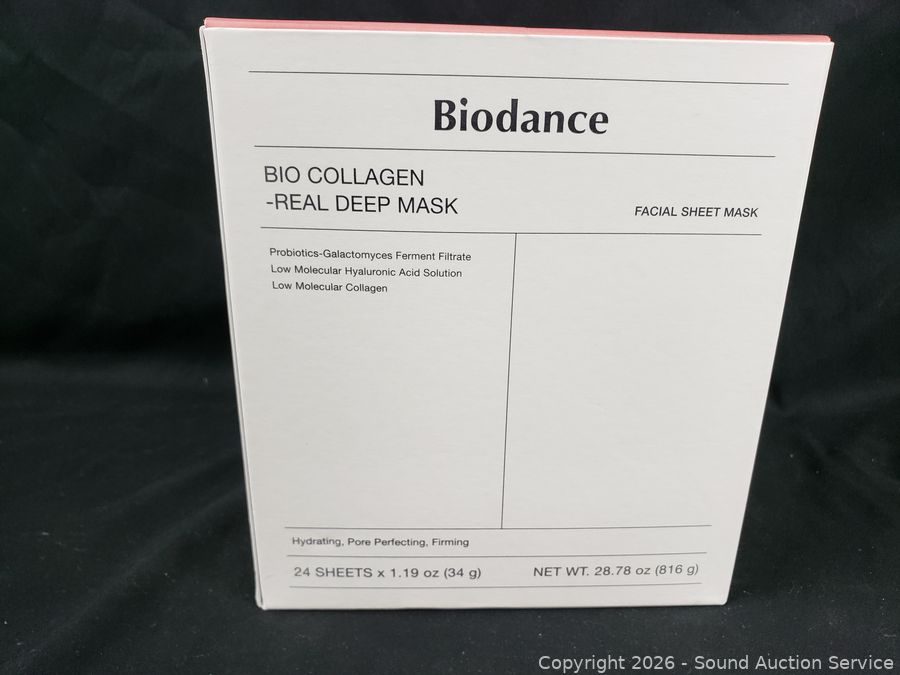 Biodance
BIO COLLAGEN
-REAL DEEP MASK
FACIAL SHEET MASK
Probiotics-Galactomyces Ferment Filtrate
Low Molecular Hyaluronic Acid Solution
Low Molecular Collagen
Hydrating, Pore Perfecting, Firming
24 SHEETS x 1.19 oz (34 g)
NET WT. 28.78 oz (816 g)
Copyright 2026 - Sound Auction Service